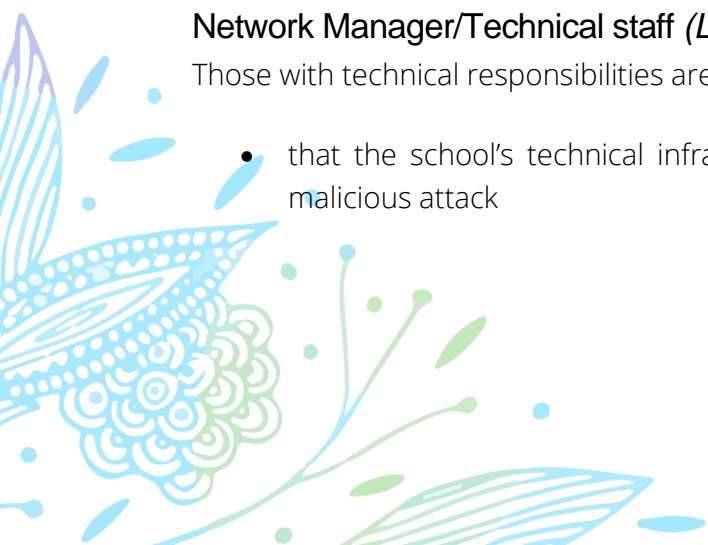 Network Manager/Technical staff (L
Those with technical responsibilities are
• that the school's technical infra
malicious attack